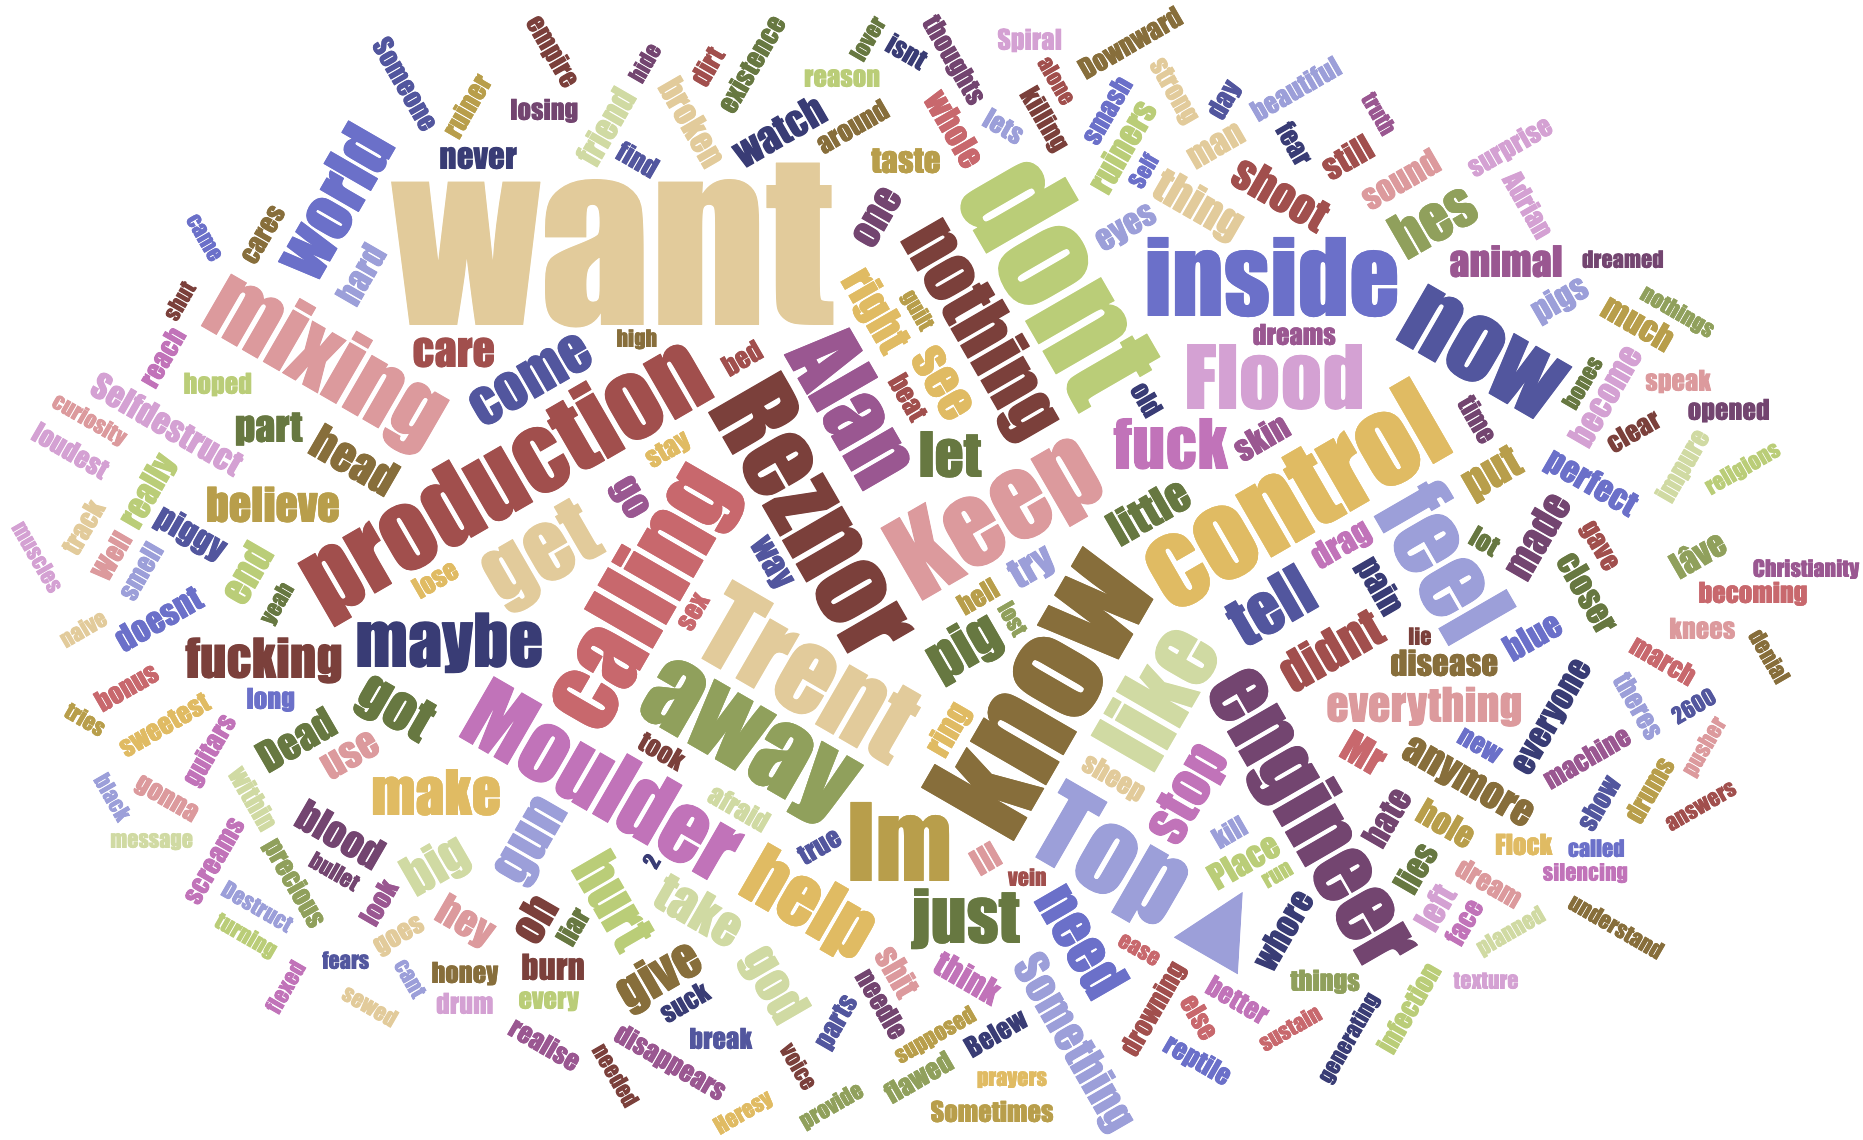 Someone
ruiner
empire
losing
hide
dirt
existence
lover
isnt
thoughts
Spiral
alone
Downward
reason
friend
broken
watch
around
whole
lets
killing
smash
strong
day
beautiful
never
find
taste
ruiners
self
man
fear
truth
still
surprise
world
want
one
dont
eyes
thing
shoot
sound
Adrian
came
cares
hard
nothing
inside
hes
animal
dreamed
shut
mixing
right
guilt
now
pigs
much
nothings
reach
care
come
high
bed
Alan
see
dreams
Flood
bones
become
speak
hoped
Selfdestruct
curiosity
loudest
part
head
production
stay
Reznor
beat
let
old
fuck
skin
time
clear
opened
really
believe
get
go
calling
Keep
little
control
put
perfect
Impure
religions
track
Well
piggy
smell
muscles
end
lose
way
hell
try
drag
feel
lot
made
gave
lâve
Christianity
becoming
naive
doesnt
yeah
sex
Trent
lest
Know
tell
pain
closer
knees
fucking
maybe
away
pig
like
didnt
lie
disease
blue
march
denial
bonus
long
got
Moulder
ring
engineer
everything
everyone
theres
2600
tries
sweetest
guitars
Dead
use
took
sheep
stop
Mr
anymore
new
machine
pusher
black
gonna
within
make
afraid
Im
Top
hate
hole
show
drums
answers
message
screams
precious
blood
bullet
big
gun
2
true
III
kill
Place
run
lies
Flock
called
silencing
Destruct
turning
look
hey
oh
liar
hurt
take
help
just
vein
need
whore
left
dream
face
planned
understand
fears
goes
cant
honey
burn
give
god
shit
think
ease
things
texture
flexed
sewed
drum
every
suck
needle
Something
drowning
better
else
sustain
generating
Infection
realise
disappears
break
parts
supposed
Belew
reptile
needed
voice
flawed
prayers
Heresy
provide
Sometimes